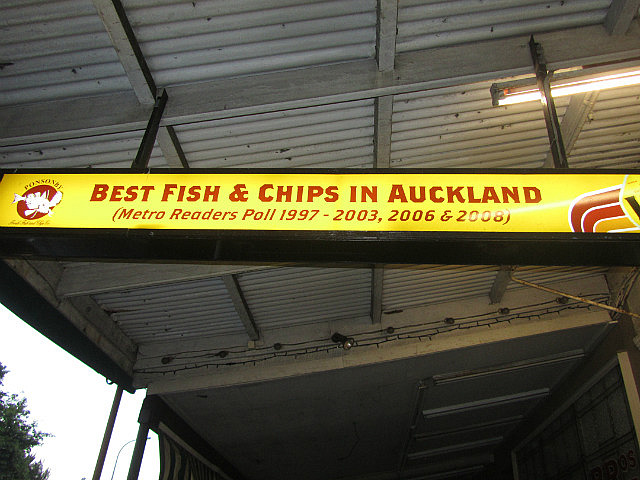 PONSONBY
BEST FISH & CHIPS IN AUCKLAND
(Metro Readers Poll 1997 - 2003, 2006 & 2008)